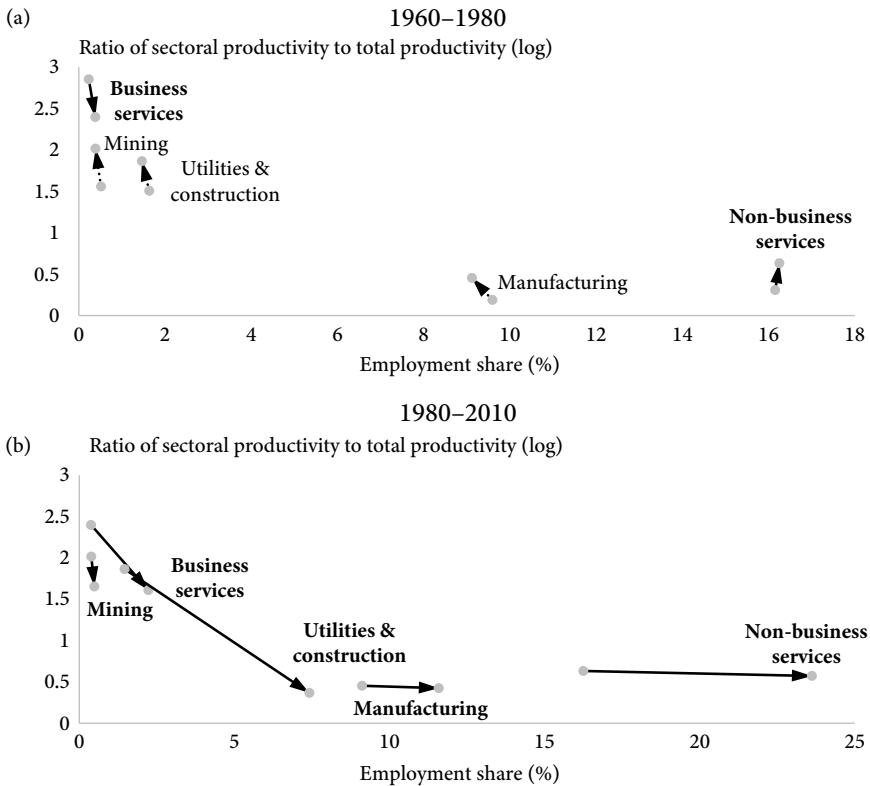 (a)
1960–1980
Ratio of sectoral productivity to total productivity (log)
3
2.5
2
1.5
1
0.5
0
Business
services
Mining
Utilities &
construction
Manufacturing
Non-business
services
0 2 4 6 8 10 12 14 16 18
Employment share (%)
1980–2010
(b)
Ratio of sectoral productivity to total productivity (log)
3
2.5
2
1.5
1
0.5
0
Business
services
Mining
Utilities &
construction
Manufacturing
Non-business
services
0 5 10 15 20 25
Employment share (%)